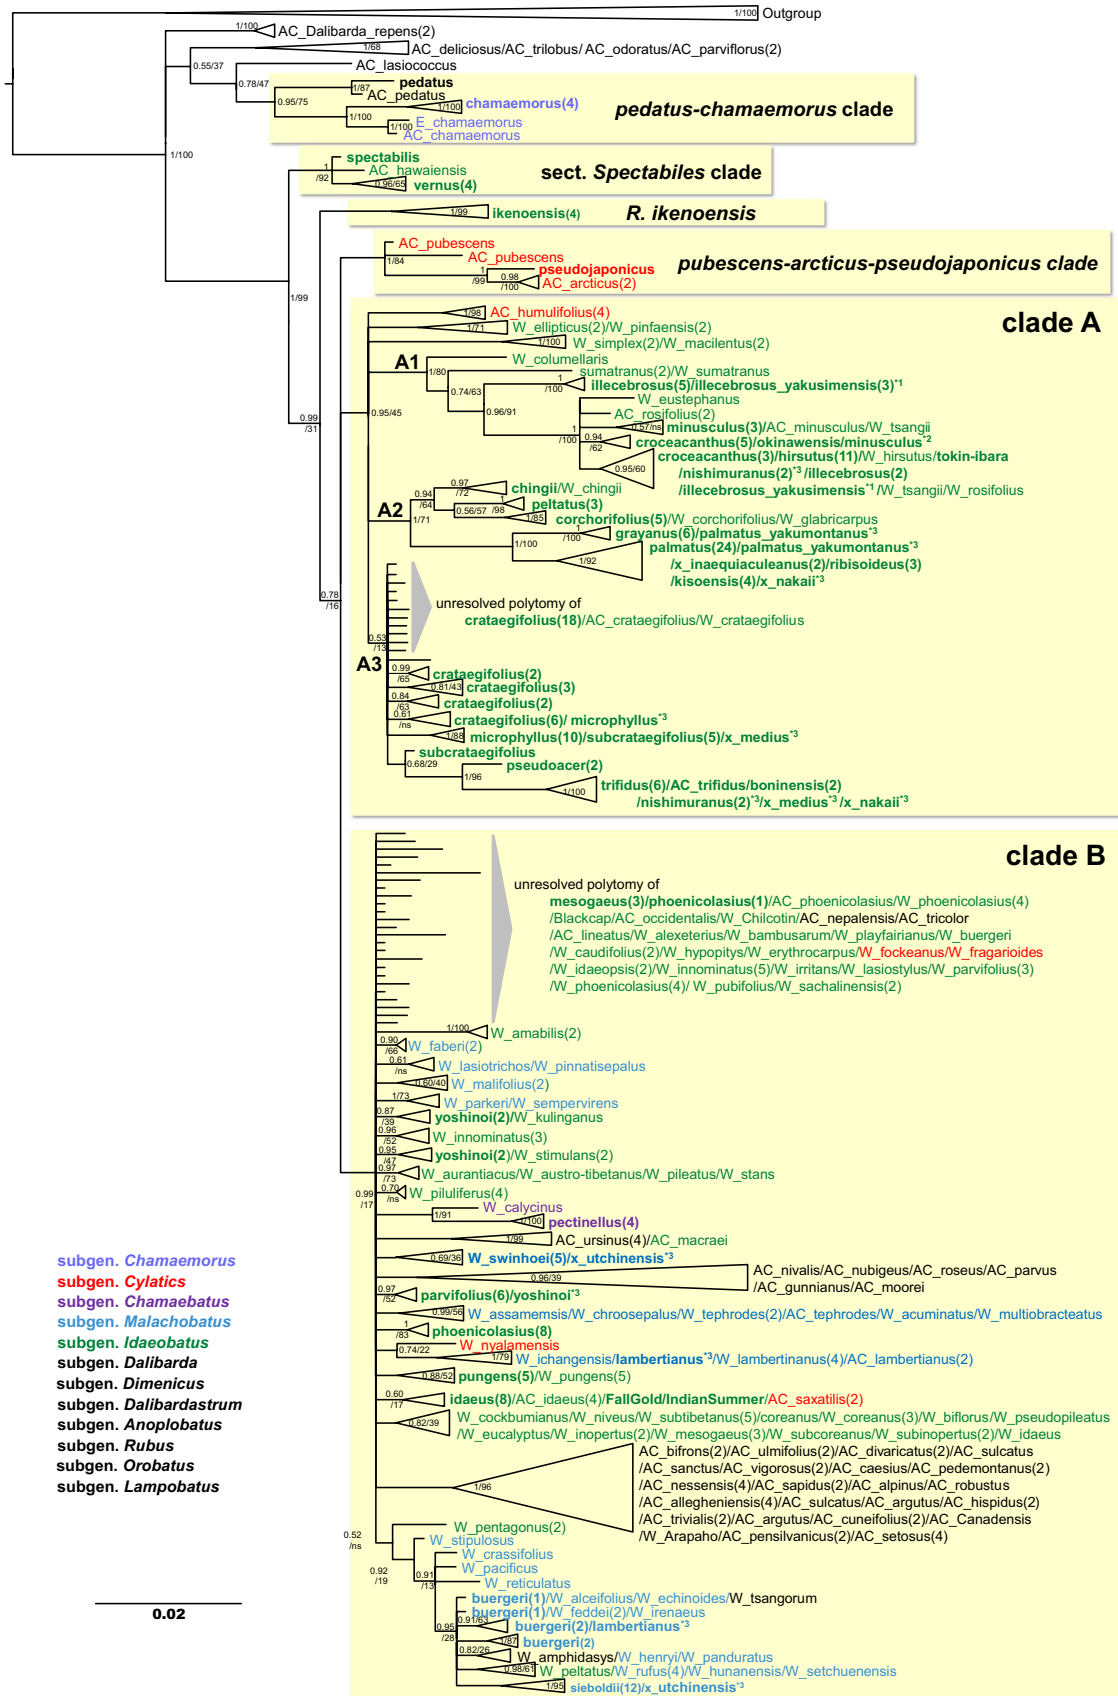 1/100 Outgroup
1/100 AC_Dalibarda_repens(2)
1/68 AC_deliciosus/AC_trilobus/ AC_odoratus/AC_parviflorus(2)
0.55/37
AC_lasiococcus
0.78/47
1/87 pedatus
AC_pedatus
0.95/75
1/100 chamaemorus(4)
1/100
E_chamaemorus
1/100
AC_chamaemorus
pedatus-chamaemorus clade
1/100
spectabilis
1
/92
AC_hawaiensis
0.96/65 vernus(4)
sect. Spectabiles clade
1/99 ikenoensis(4)
R. ikenoensis
AC_pubescens
1/84
AC_pubescens
1
/99
pseudojaponicus
0.98
/100
AC_arcticus(2)
pubescens-arcticus-pseudojaponicus clade
1/99
clade A
1/98 AC_humulifolius(4)
1/71 W_ellipticus(2)/W_pinfaensis(2)
1/100 W_simplex(2)/W_macilentus(2)
A1
1/80
W_columellaris
sumatranus(2)/W_sumatranus
0.74/63
1
/100
illecebrosus(5)/illecebrosus_yakusimensis(3)*1
0.96/91
W_eustephanus
AC_rosifolius(2)
1
/100
0.57/ns minusculus(3)/AC_minusculus/W_tsangii
0.94
/62
croceacanthus(5)/okinawensis/minusculus*2
0.95/60
croceacanthus(3)/hirsutus(11)/W_hirsutus/tokin-ibara
/nishimuranus(2)*3 /illecebrosus(2)
/illecebrosus_yakusimensis*1 /W_tsangii/W_rosifolius
0.95/45
0.99
/31
A2
1/71
0.94
/64
0.97
/72
chingii/W_chingii
0.56/57
1
/98
peltatus(3)
1/85 corchorifolius(5)/W_corchorifolius/W_glabricarpus
1
/100
grayanus(6)/palmatus_yakumontanus*3
1/100
1/92
palmatus(24)/palmatus_yakumontanus*3
/x_inaequiaculeanus(2)/ribisoideus(3)
/kisoensis(4)/x_nakaii*3
0.78
/16
unresolved polytomy of
crataegifolius(18)/AC_crataegifolius/W_crataegifolius
0.53
/13
A3
0.99
/65
crataegifolius(2)
0.81/43 crataegifolius(3)
0.84
/63
crataegifolius(2)
0.61
/ns
crataegifolius(6)/ microphyllus*3
1/88 microphyllus(10)/subcrataegifolius(5)/x_medius*3
subcrataegifolius
0.68/29
pseudoacer(2)
1/96
1/100
trifidus(6)/AC_trifidus/boninensis(2)
/nishimuranus(2)*3/x_medius*3 /x_nakaii*3
clade B
unresolved polytomy of
mesogaeus(3)/phoenicolasius(1)/AC_phoenicolasius/W_phoenicolasius(4)
/Blackcap/AC_occidentalis/W_Chilcotin/AC_nepalensis/AC_tricolor
/AC_lineatus/W_alexeterius/W_bambusarum/W_playfairianus/W_buergeri
/W_caudifolius(2)/W_hypopitys/W_erythrocarpus/W_fockeanus/W_fragarioides
/W_idaeopsis(2)/W_innominatus(5)/W_irritans/W_lasiostylus/W_parvifolius(3)
/W_phoenicolasius(4)/ W_pubifolius/W_sachalinensis(2)
1/100 W_amabilis(2)
0.90
/66
W_faberi(2)
0.61
/ns
W_lasiotrichos/W_pinnatisepalus
0.60/40 W_malifolius(2)
1/73 W_parkeri/W_sempervirens
0.87
/39
yoshinoi(2)/W_kulinganus
0.96
/52
W_innominatus(3)
0.95
/47
yoshinoi(2)/W_stimulans(2)
0.97
/73
W_aurantiacus/W_austro-tibetanus/W_pileatus/W_stans
0.70
/ns
W_piluliferus(4)
0.99
/17
W_calycinus
1/91
1/100 pectinellus(4)
1/99 AC_ursinus(4)/AC_macraei
0.69/36 W_swinhoei(5)/x_utchinensis*3
0.96/39
AC_nivalis/AC_nubigeus/AC_roseus/AC_parvus
/AC_gunnianus/AC_moorei
0.97
/52
parvifolius(6)/yoshinoi*3
0.99/56 W_assamemsis/W_chroosepalus/W_tephrodes(2)/AC_tephrodes/W_acuminatus/W_multibracteatus
1
/83
phoenicolasius(8)
W_nyalamensis
0.74/22
1/79 W_ichangensis/lambertianus*3/W_lambertinanus(4)/AC_lambertianus(2)
0.88/52 pungens(5)/W_pungens(5)
0.60
/17
idaeus(8)/AC_idaeus(4)/FallGold/IndianSummer/AC_saxatilis(2)
0.82/39
W_cockbumianus/W_niveus/W_subtibetanus(5)/coreanus/W_coreanus(3)/W_biflorus/W_pseudopileatus
/W_eucalyptus/W_inopertus(2)/W_mesogaeus(3)/W_subcoreanus/W_subinopertus(2)/W_idaeus
1/96
AC_bifrons(2)/AC_ulmifolius(2)/AC_divaricatus(2)/AC_sulcatus
/AC_sanctus/AC_vigorosus(2)/AC_caesius/AC_pedemontanus(2)
/AC_nessensis(4)/AC_sapidus(2)/AC_alpinus/AC_robustus
/AC_allegheniensis(4)/AC_sulcatus/AC_argutus/AC_hispidus(2)
/AC_trivialis(2)/AC_argutus/AC_cuneifolius(2)/AC_Canadensis
/W_Arapaho/AC_pensilvanicus(2)/AC_setosus(4)
0.52
/ns
W_pentagonus(2)
W_stipulosus
0.92
/19
W_crassifolius
W_pacificus
0.91
/13
W_reticulatus
buergeri(1)/W_alceifolius/W_echinoides/W_tsangorum
buergeri(1)/W_feddei(2)/W_irenaeus
0.95
/28
0.91/63 buergeri(2)/lambertianus*3
1/87 buergeri(2)
0.82/26 W_amphidasys/W_henryi/W_panduratus
0.98/61 W_peltatus/W_rufus(4)/W_hunanensis/W_setchuenensis
1/95 sieboldii(12)/x_utchinensis*3
subgen. Chamaemorus
subgen. Cylatics
subgen. Chamaebatus
subgen. Malachobatus
subgen. Idaeobatus
subgen. Dalibarda
subgen. Dimenicus
subgen. Dalibardastrum
subgen. Anoplobatus
subgen. Rubus
subgen. Orobatus
subgen. Lampobatus
0.02